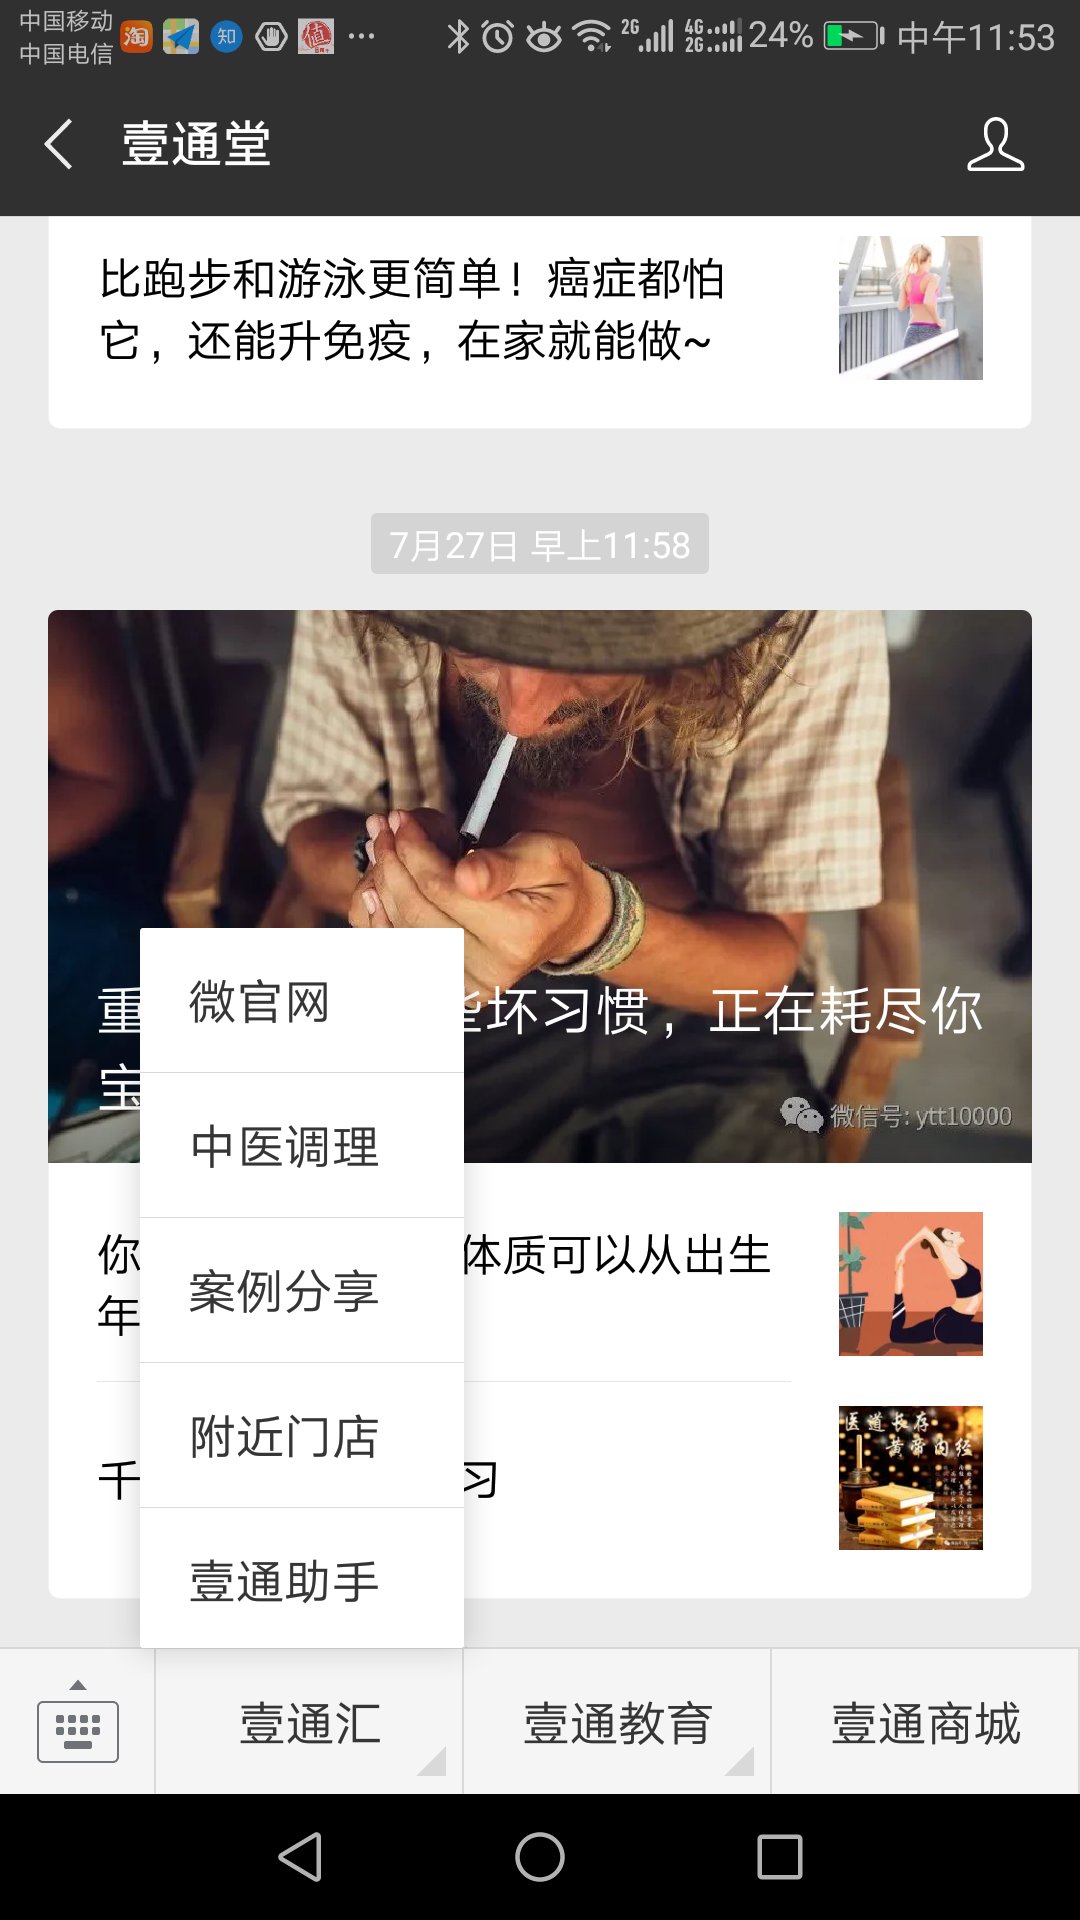 中国移动
中国电信
淘
知
值
2G
4G
2G
24%
中午11:53
壹通堂
比跑步和游泳更简单！癌症都怕
它，还能升免疫，在家就能做~
7月27日 早上11:58
重
些坏习惯，正在耗尽你
宝
微信号: ytt10000
微官网
中医调理
案例分享
附近门店
壹通助手
你
体质可以从出生
年
千
习
医道长存
黄帝内经
壹通汇
壹通教育
壹通商城